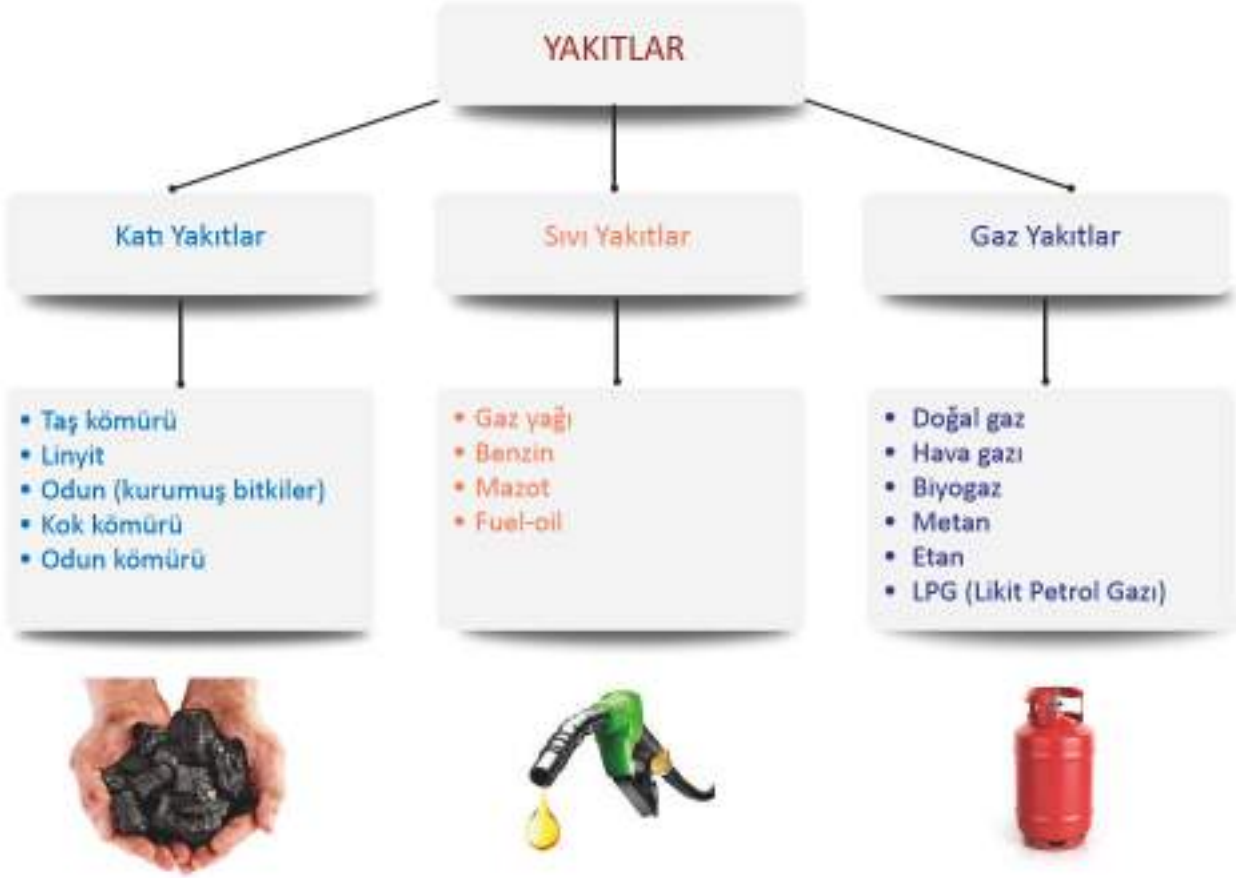 YAKITLAR
Katı Yakıtlar
Sıvı Yakıtlar
Gaz Yakıtlar
• Taş kömürü
• Linyit
• Odun (kurumuş bitkiler)
• Kok kömürü
• Odun kömürü
• Gaz yağı
• Benzin
• Mazot
• Fuel-oil
• Doğal gaz
• Hava gazı
• Biyogaz
• Metan
• Etan
• LPG (Likit Petrol Gazı)